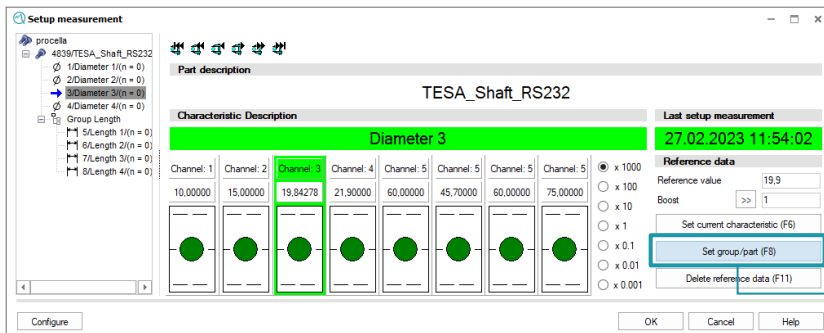 Setup measurement
procella
4839/TESA_Shaft_RS232
1/Diameter 1/(n = 0)
2/Diameter 2/(n = 0)
3/Diameter 3/(n = 0)
4/Diameter 4/(n = 0)
Group Length
5/Length 1/(n = 0)
6/Length 2/(n = 0)
7/Length 3/(n = 0)
8/Length 4/(n = 0)
Part description
TESA_Shaft_RS232
Characteristic Description
Diameter 3
Channel: 1 Channel: 2 Channel: 3 Channel: 4 Channel: 5 Channel: 5 Channel: 5 Channel: 5
10,00000 15,00000 19,84278 21,90000 60,00000 45,70000 60,00000 75,00000
x 1000
x 100
x 10
x 1
x 0.1
x 0.01
x 0.001
Last setup measurement
27.02.2023 11:54:02
Reference data
Reference value 19,9
Boost >> 1
Set current characteristic (F6)
Set group/part (F8)
Delete reference data (F11)
Configure
OK Cancel Help